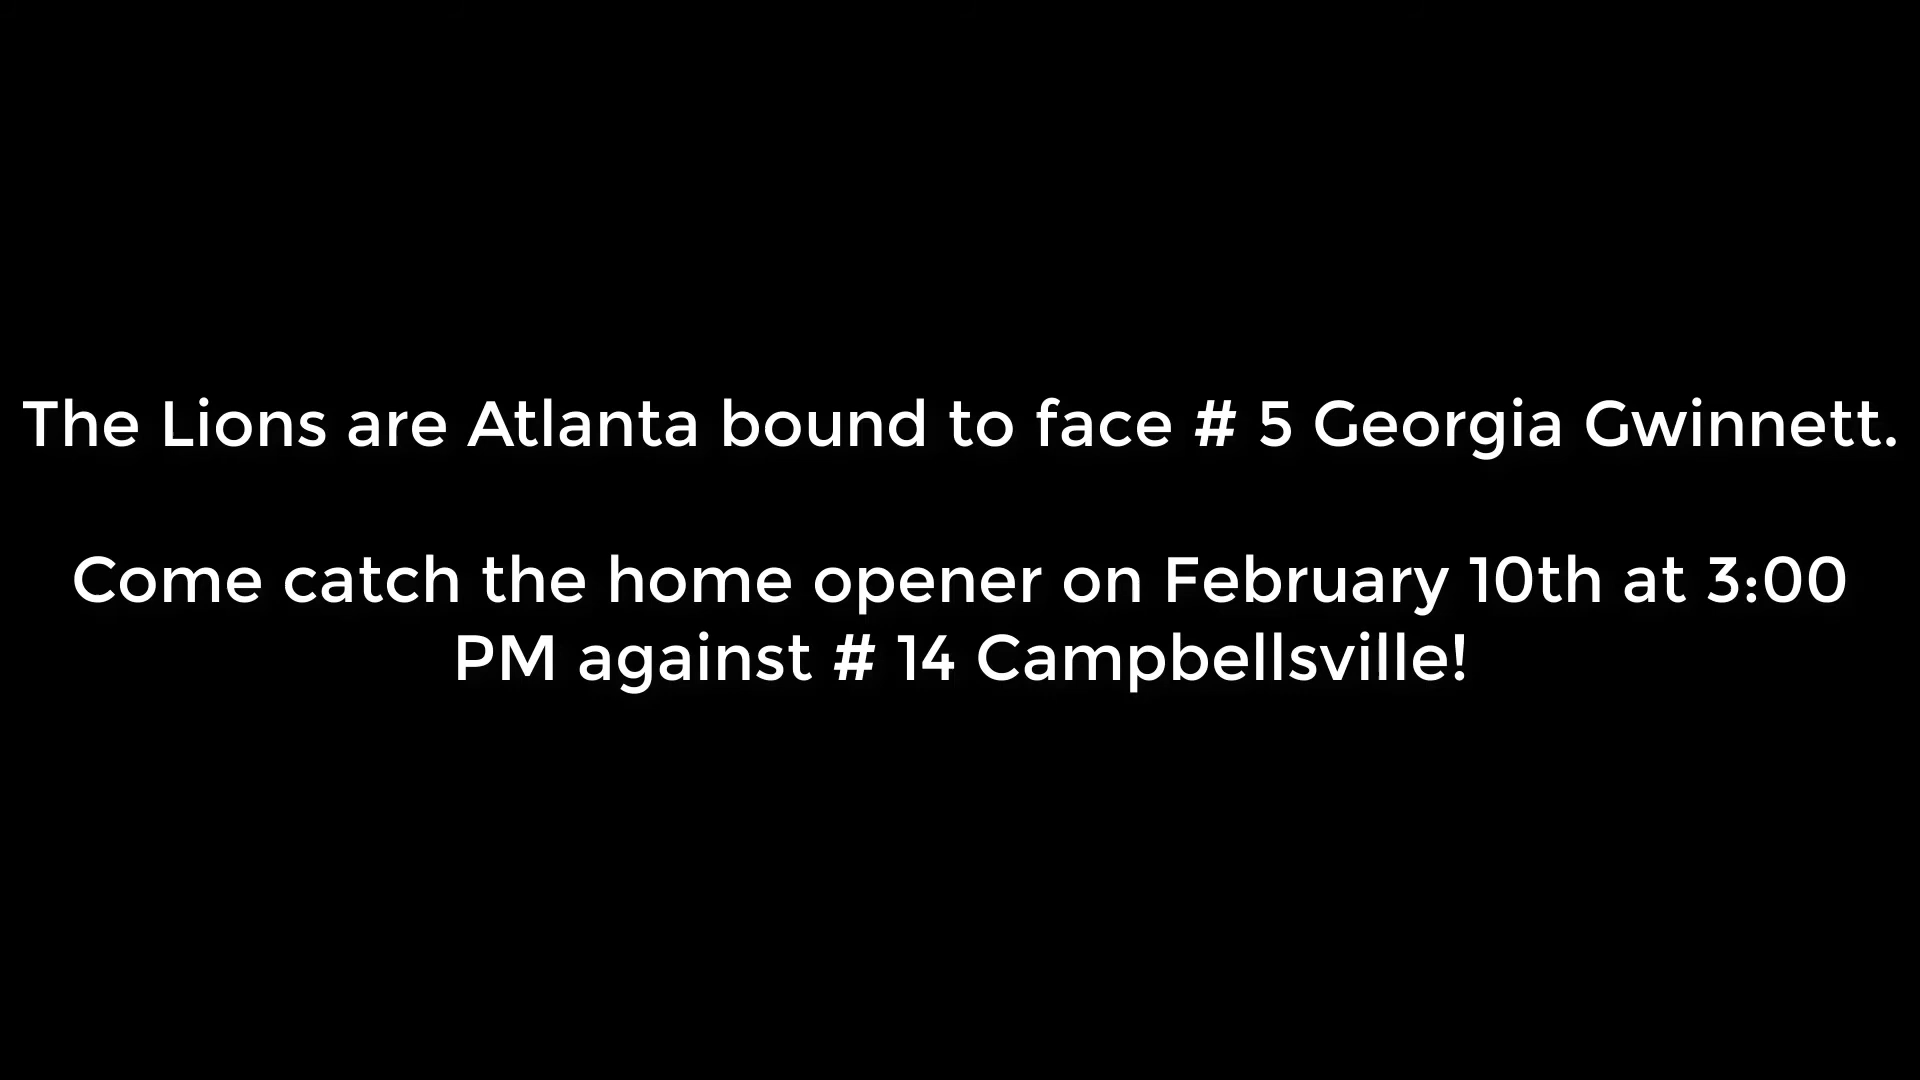 The Lions are Atlanta bound to face # 5 Georgia Gwinnett.
Come catch the home opener on February 10th at 3:00
PM against # 14 Campbellsville!